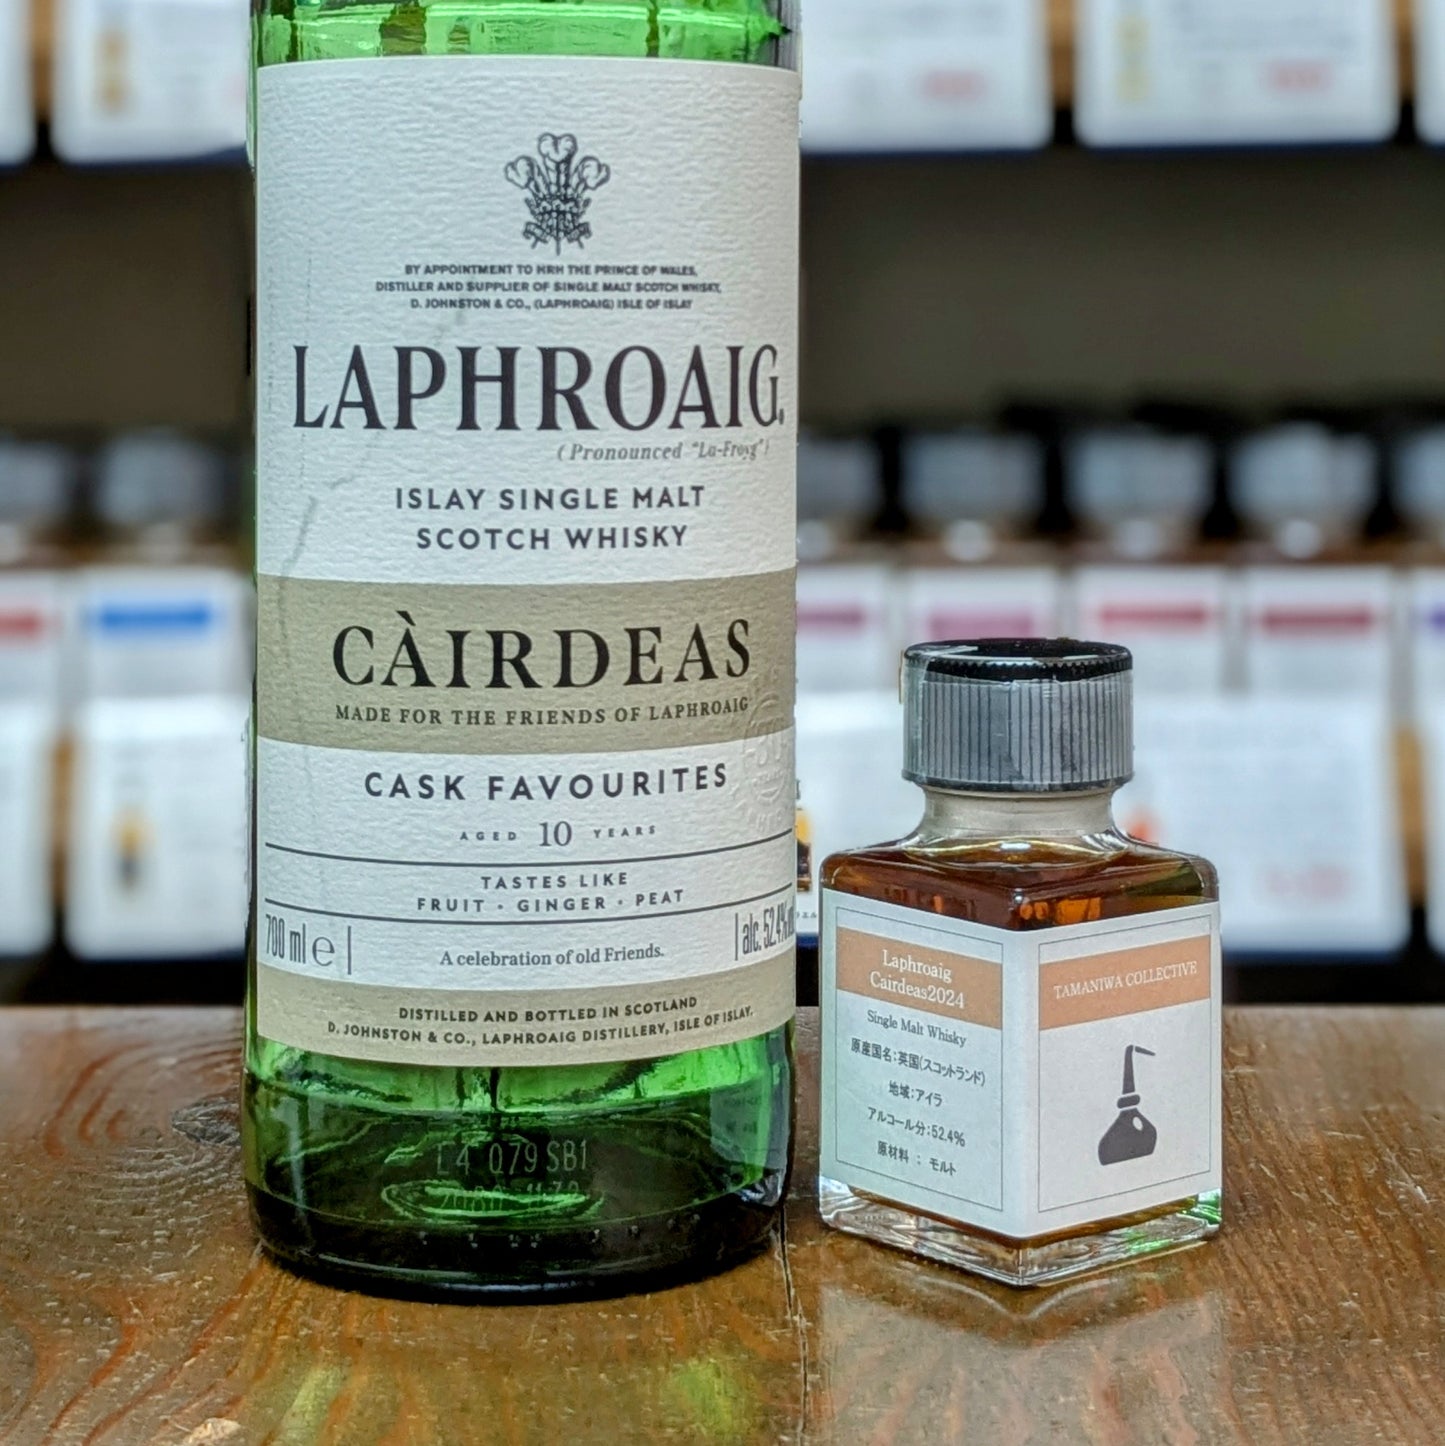 BY APPOINTMENT TO HRH THE PRINCE OF WALES,
DISTILLER AND SUPPLIER OF SINGLE MALT SCOTCH WHISKY,
D. JOHNSTON & CO., (LAPHROAIG) ISLE OF ISLAY
LAPHROAIG.
(Pronounced "La-Froyg")
ISLAY SINGLE MALT
SCOTCH WHISKY
CÀIRDEAS
MADE FOR THE FRIENDS OF LAPHROAIG
CASK FAVOURITES
AGED 10 YEARS
TASTES LIKE
FRUIT · GINGER · PEAT
700 ml e
A celebration of old Friends.
alc. 52.4%vol
DISTILLED AND BOTTLED IN SCOTLAND
D. JOHNSTON & CO., LAPHROAIG DISTILLERY, ISLE OF ISLAY.
L4 079 SB1
Laphroaig
Cairdeas2024
Single Malt Whisky
原産国名:英国(スコットランド)
地域:アイラ
アルコール分:52.4%
原材料 : モルト
TAMANIWA COLLECTIVE